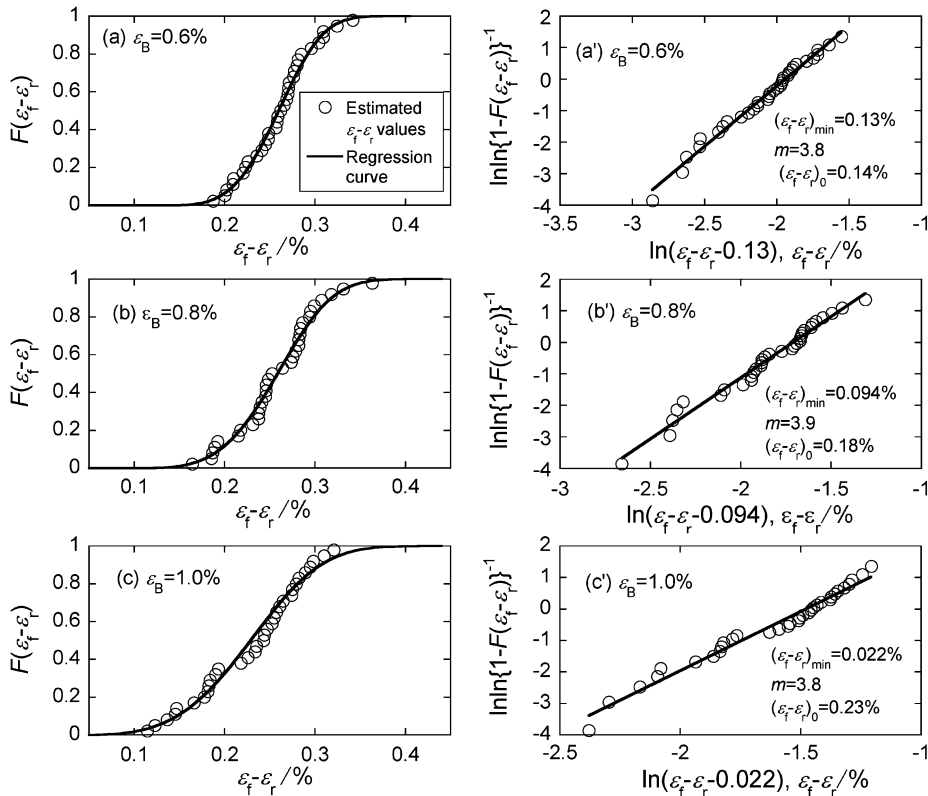 (a) εB=0.6%
F(εf-εr)
1
0.8
0.6
0.4
0.2
0
Estimated
εf-εr values
Regression
curve
0.1 0.2 0.3 0.4
εf-εr /%
(a') εB=0.6%
lnln{1-F(εf-εr)}-1
2
1
0
-1
-2
-3
-4
(εf-εr)min=0.13%
m=3.8
(εf-εr)0=0.14%
-3.5 -3 -2.5 -2 -1.5 -1
ln(εf-εr-0.13), εf-εr/%
(b) εB=0.8%
F(εf-εr)
1
0.8
0.6
0.4
0.2
0
0.1 0.2 0.3 0.4
εf-εr /%
(b') εB=0.8%
lnln{1-F(εf-εr)}-1
2
1
0
-1
-2
-3
-4
(εf-εr)min=0.094%
m=3.9
(εf-εr)0=0.18%
-3 -2.5 -2 -1.5 -1
ln(εf-εr-0.094), εf-εr/%
(c) εB=1.0%
F(εf-εr)
1
0.8
0.6
0.4
0.2
0
0.1 0.2 0.3 0.4
εf-εr /%
(c') εB=1.0%
lnln{1-F(εf-εr)}-1
2
1
0
-1
-2
-3
-4
(εf-εr)min=0.022%
m=3.8
(εf-εr)0=0.23%
-2.5 -2 -1.5 -1
ln(εf-εr-0.022), εf-εr/%